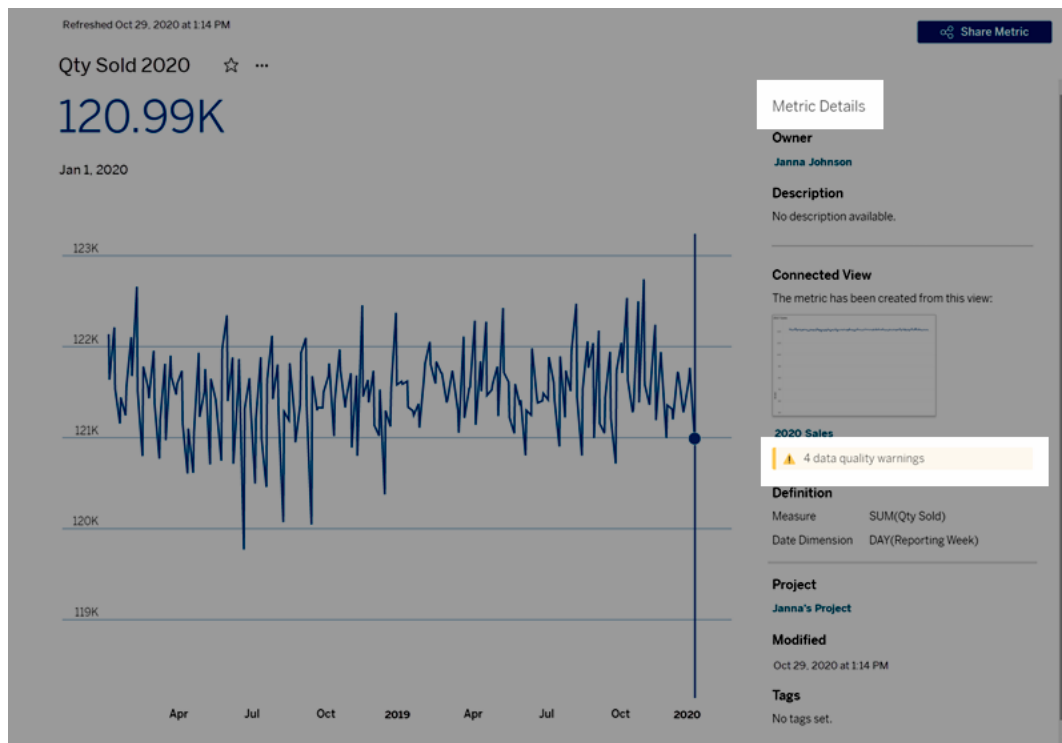 Refreshed Oct 29, 2020 at 1:14 PM
Share Metric
Qty Sold 2020
120.99K
Jan 1, 2020
123K
122K
121K
120K
119K
Apr Jul Oct 2019 Apr Jul Oct 2020
Metric Details
Owner
Janna Johnson
Description
No description available.
Connected View
The metric has been created from this view:
2020 Sales
4 data quality warnings
Definition
Measure SUM(Qty Sold)
Date Dimension DAY(Reporting Week)
Project
Janna's Project
Modified
Oct 29, 2020 at 1:14 PM
Tags
No tags set.